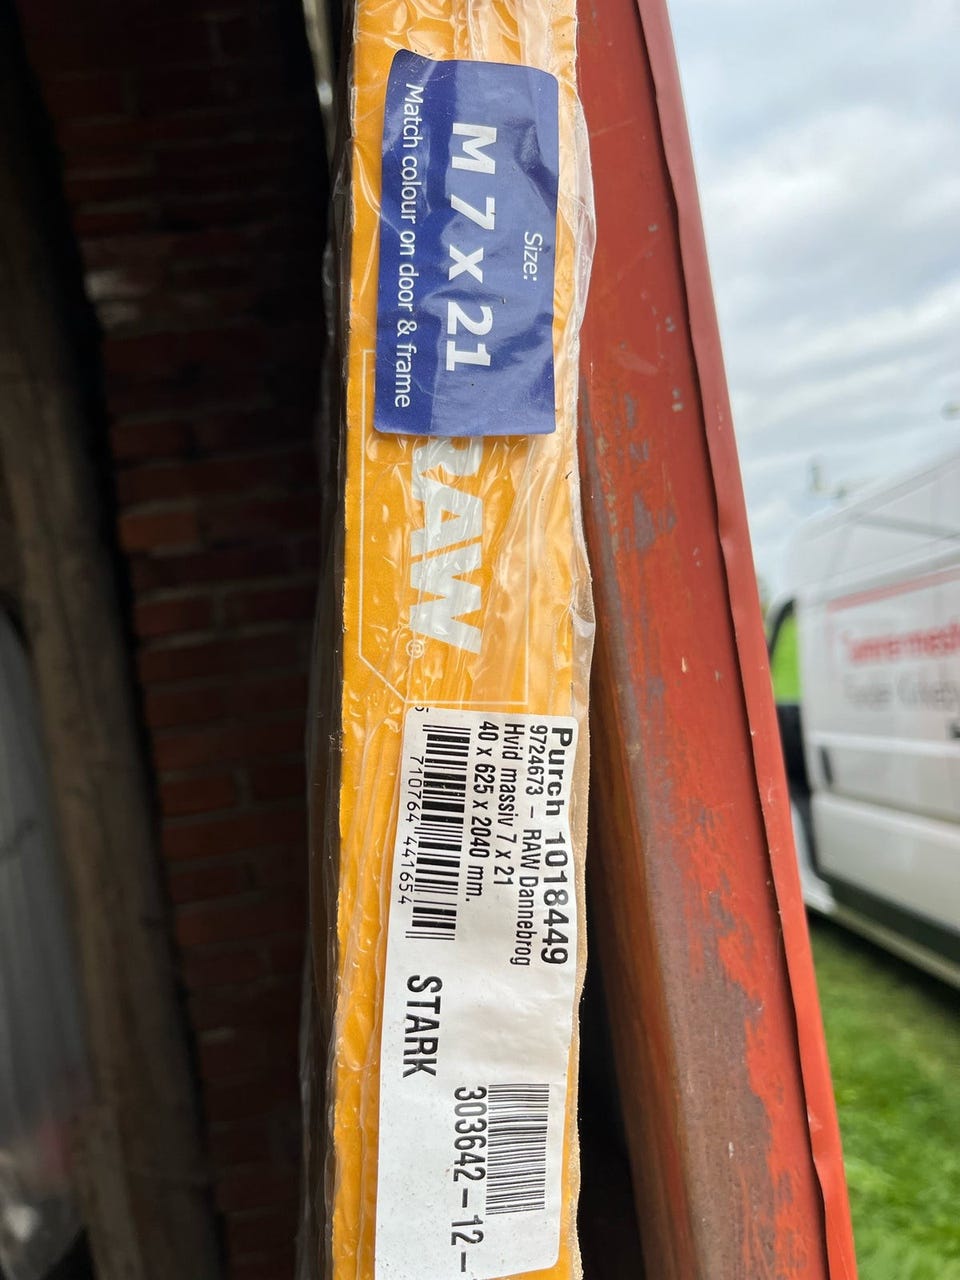 Size:
M 7 x 21
Match colour on door & frame
RAW®
Purch 1018449
9724673 - RAW Dannebrog
Hvid massiv 7 x 21
40 x 625 x 2040 mm.
5 710764 441654
STARK
303642-12-